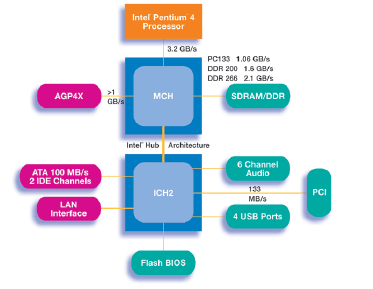 Intel® Pentium 4
Processor
3.2 GB/s
PC133 1.06 GB/s
DDR 200 1.6 GB/s
DDR 266 2.1 GB/s
AGP4X
>1
GB/s
MCH
SDRAM/DDR
Intel® Hub Architecture
ATA 100 MB/s
2 IDE Channels
6 Channel
Audio
ICH2
133
MB/s
PCI
LAN
Interface
4 USB Ports
Flash BIOS